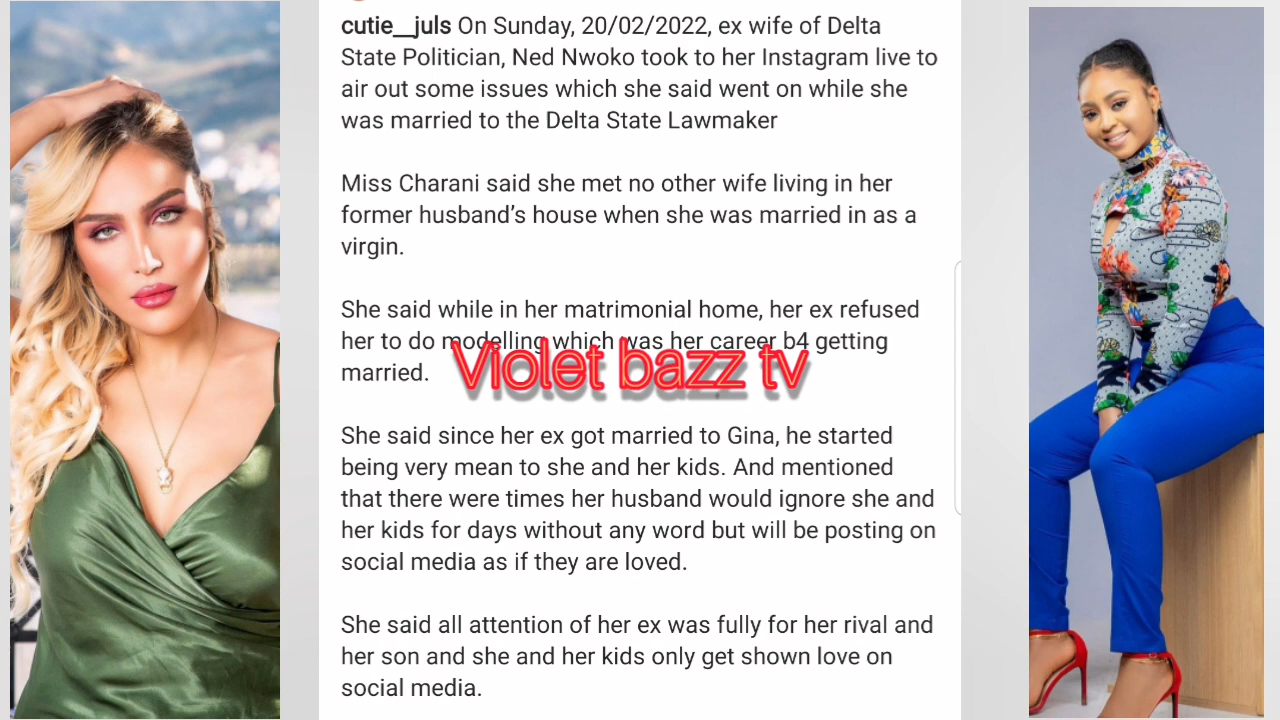 cutie__juls On Sunday, 20/02/2022, ex wife of Delta
State Politician, Ned Nwoko took to her Instagram live to
air out some issues which she said went on while she
was married to the Delta State Lawmaker
Miss Charani said she met no other wife living in her
former husband’s house when she was married in as a
virgin.
She said while in her matrimonial home, her ex refused
her to do modelling which was her career b4 getting
married.
Violet bazz tv
She said since her ex got married to Gina, he started
being very mean to she and her kids. And mentioned
that there were times her husband would ignore she and
her kids for days without any word but will be posting on
social media as if they are loved.
She said all attention of her ex was fully for her rival and
her son and she and her kids only get shown love on
social media.